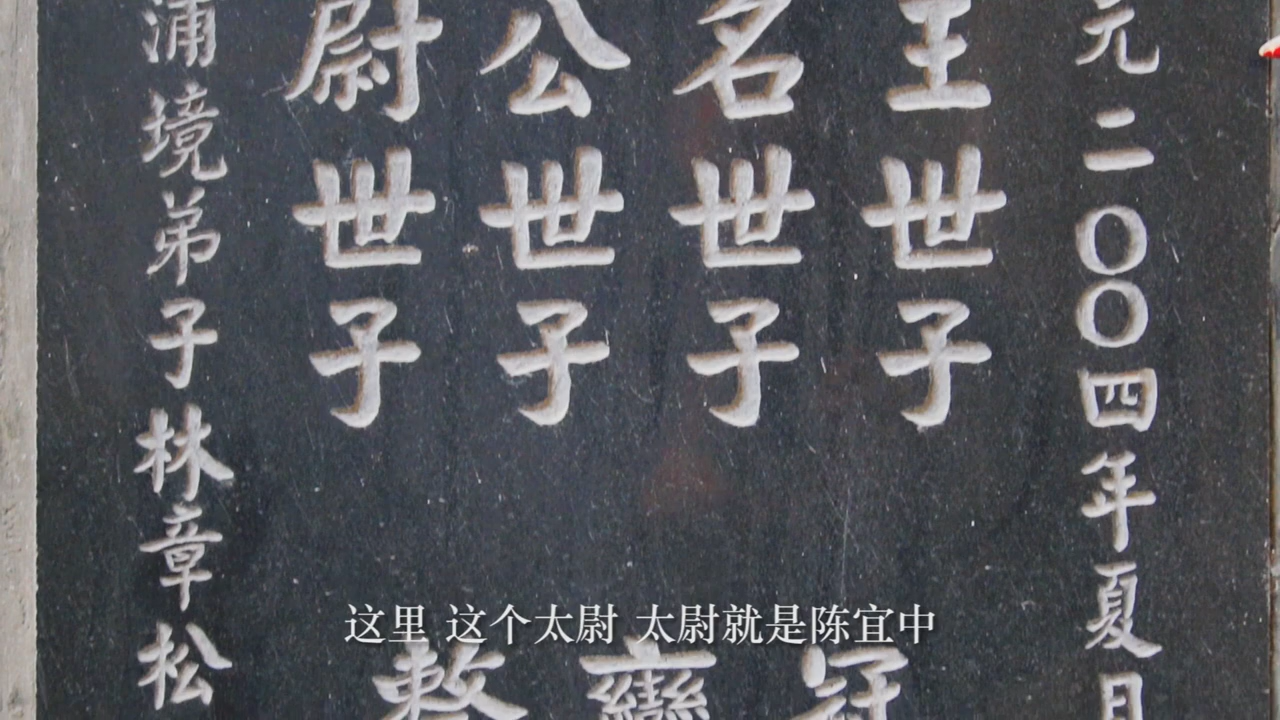 元二〇〇四年夏月
王世子
名世子
公世子
尉世子
浦境弟子林章松
这里 这个太尉 太尉就是陈宜中